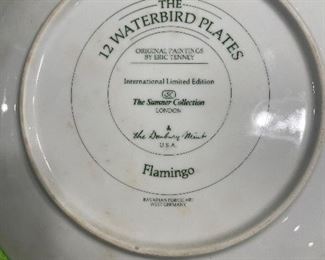 THE
12 WATERBIRD PLATES
ORIGINAL PAINTINGS
BY ERIC TENNEY
International Limited Edition
The Sumner Collection
LONDON
&
The Danbury Mint
U.S.A.
Flamingo
BAVARIAN PORCELAIN
WEST GERMANY